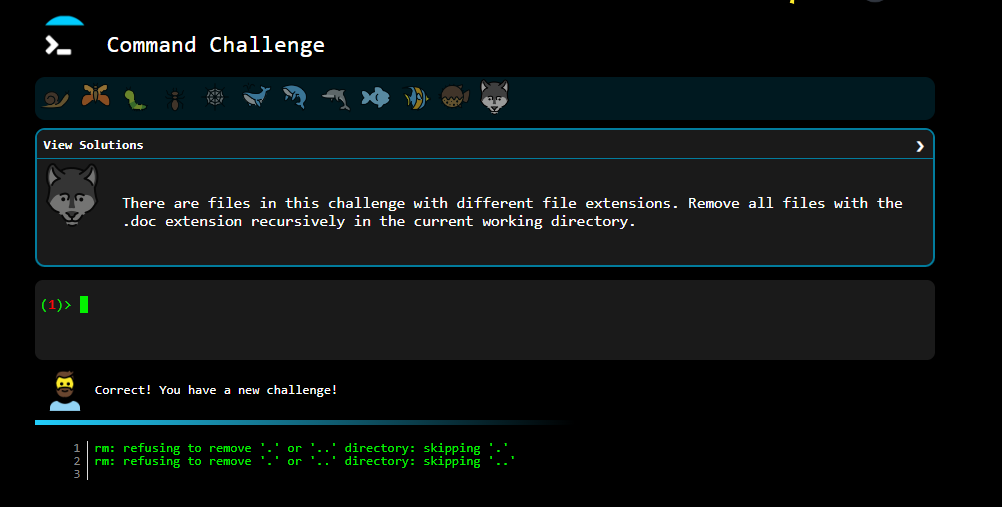 Command Challenge
View Solutions
There are files in this challenge with different file extensions. Remove all files with the
.doc extension recursively in the current working directory.
(1)>
Correct! You have a new challenge!
1 rm: refusing to remove '.' or '..' directory: skipping '.'
2 rm: refusing to remove '.' or '..' directory: skipping '..'
3